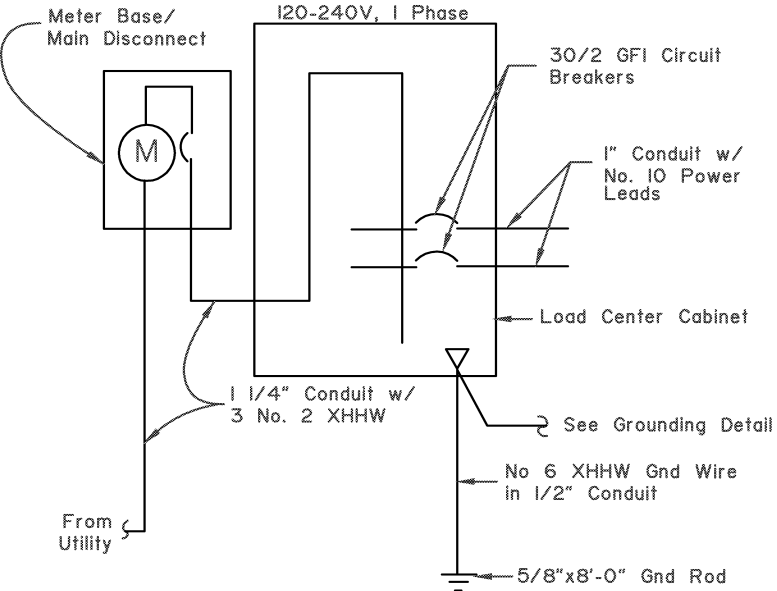 Meter Base/
Main Disconnect
120-240V, 1 Phase
30/2 GFI Circuit
Breakers
M
1" Conduit w/
No. 10 Power
Leads
Load Center Cabinet
1 1/4" Conduit w/
3 No. 2 XHHW
See Grounding Detail
No 6 XHHW Gnd Wire
in 1/2" Conduit
From
Utility
5/8"x8'-0" Gnd Rod